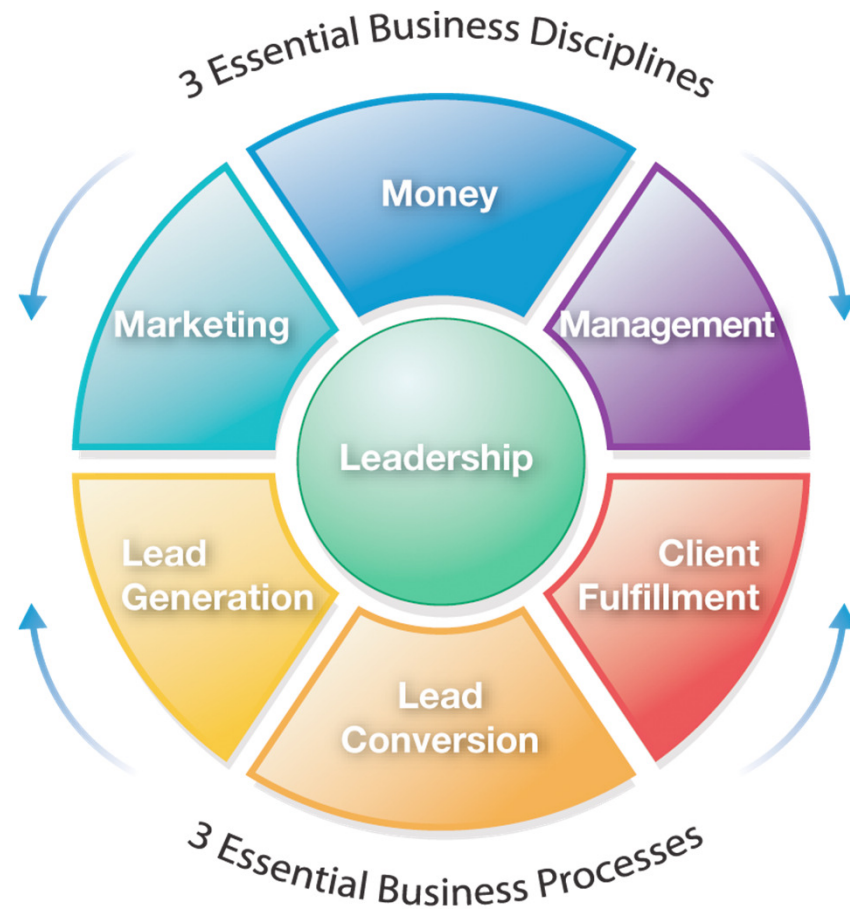 3 Essential Business Disciplines
Money
Marketing
Management
Leadership
Lead
Generation
Client
Fulfillment
Lead
Conversion
3 Essential Business Processes